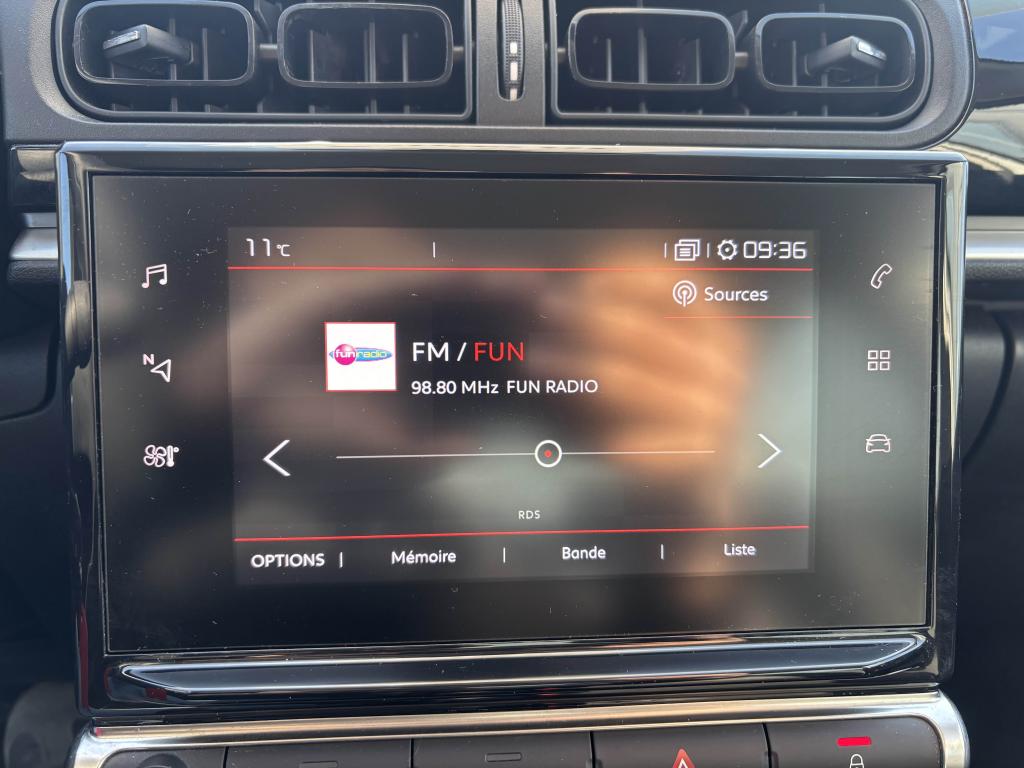 11°C
09:36
Sources
funradio
FM / FUN
98.80 MHz FUN RADIO
N
RDS
OPTIONS | Mémoire | Bande | Liste